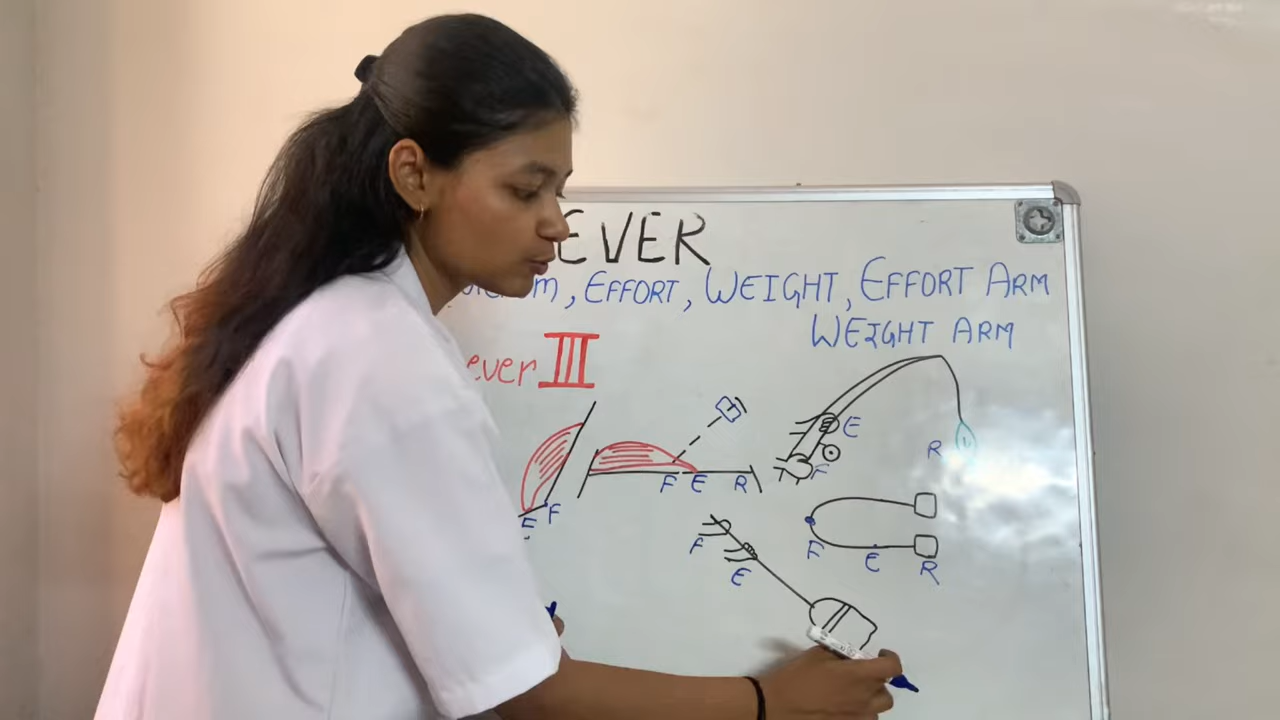 EVER
, EFFORT, WEIGHT, EFFORT ARM
WEIGHT ARM
ever III
E
R
F
F E R
E F
F
E
F E R